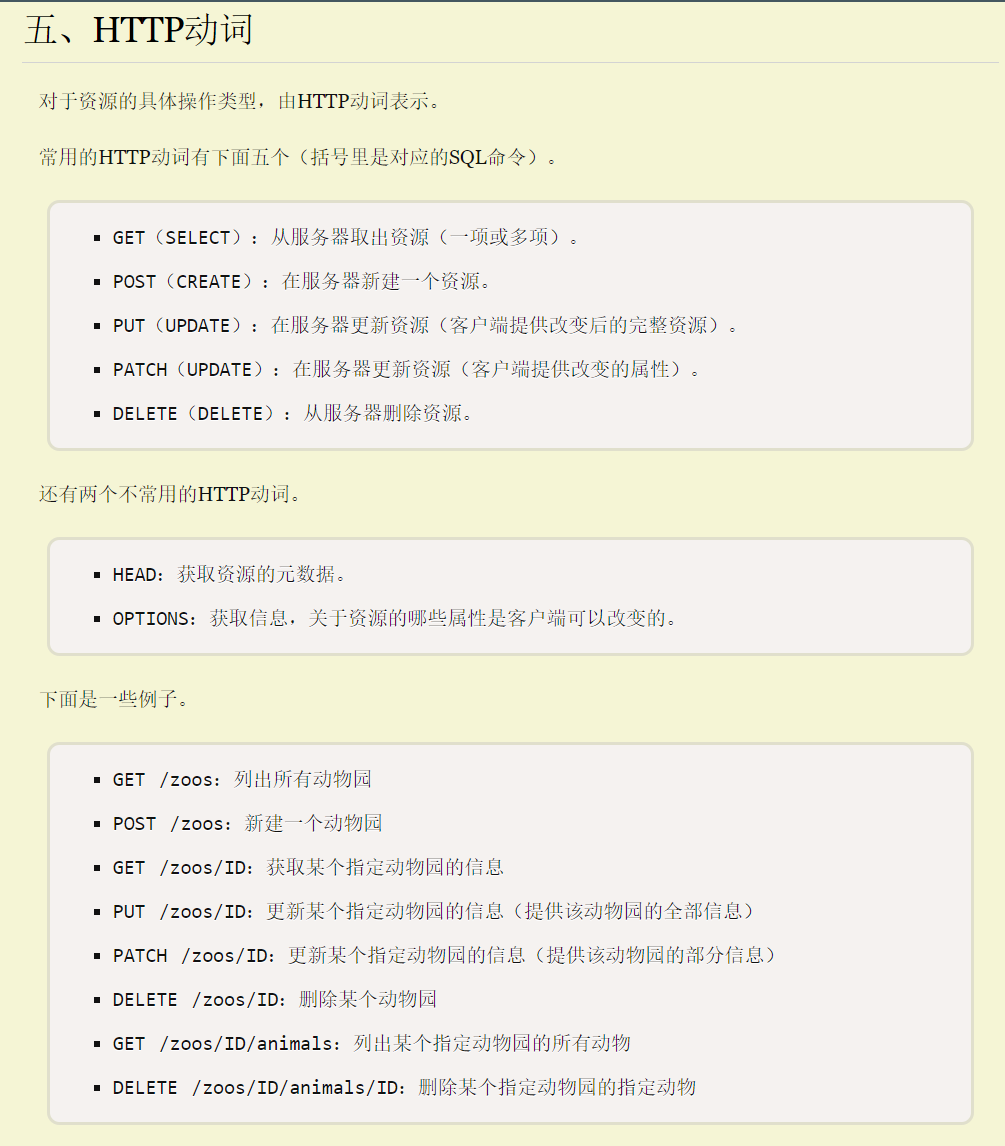 五、HTTP动词
对于资源的具体操作类型，由HTTP动词表示。
常用的HTTP动词有下面五个（括号里是对应的SQL命令）。
GET（SELECT）：从服务器取出资源（一项或多项）。
POST（CREATE）：在服务器新建一个资源。
PUT（UPDATE）：在服务器更新资源（客户端提供改变后的完整资源）。
PATCH（UPDATE）：在服务器更新资源（客户端提供改变的属性）。
DELETE（DELETE）：从服务器删除资源。
还有两个不常用的HTTP动词。
HEAD：获取资源的元数据。
OPTIONS：获取信息，关于资源的哪些属性是客户端可以改变的。
下面是一些例子。
GET /zoos：列出所有动物园
POST /zoos：新建一个动物园
GET /zoos/ID：获取某个指定动物园的信息
PUT /zoos/ID：更新某个指定动物园的信息（提供该动物园的全部信息）
PATCH /zoos/ID：更新某个指定动物园的信息（提供该动物园的部分信息）
DELETE /zoos/ID：删除某个动物园
GET /zoos/ID/animals：列出某个指定动物园的所有动物
DELETE /zoos/ID/animals/ID：删除某个指定动物园的指定动物